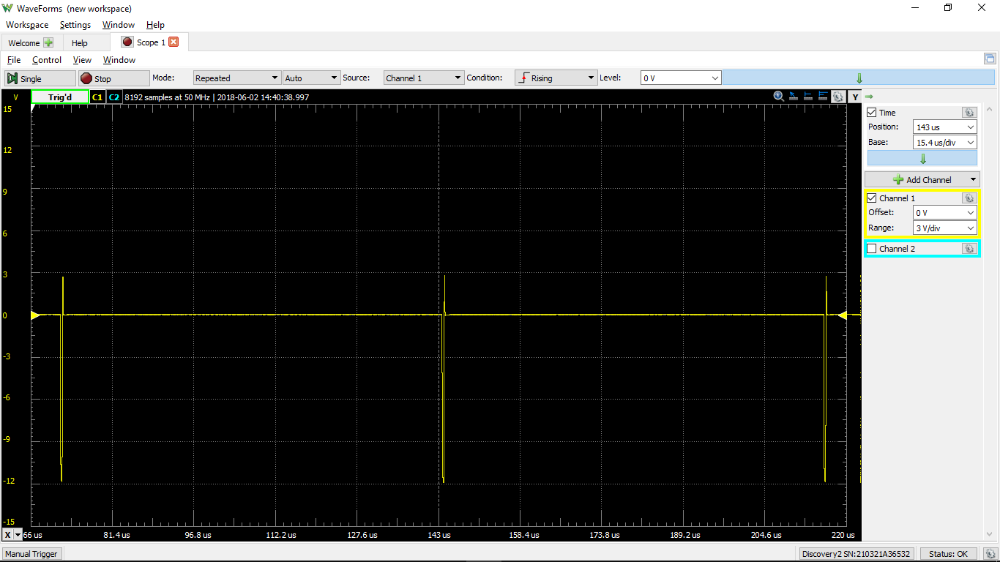 WaveForms (new workspace)
Workspace Settings Window Help
Welcome Help Scope 1
File Control View Window
Single Stop Mode: Repeated Auto Source: Channel 1 Condition: Rising Level: 0 V
V Trig'd C1 C2 8192 samples at 50 MHz | 2018-06-02 14:40:38.997 Y
15
12
9
6
3
0
-3
-6
-9
-12
-15
X 66 us 81.4 us 96.8 us 112.2 us 127.6 us 143 us 158.4 us 173.8 us 189.2 us 204.6 us 220 us
Time
Position: 143 us
Base: 15.4 us/div
Add Channel
Channel 1
Offset: 0 V
Range: 3 V/div
Channel 2
Manual Trigger Discovery2 SN:210321A36532 Status: OK